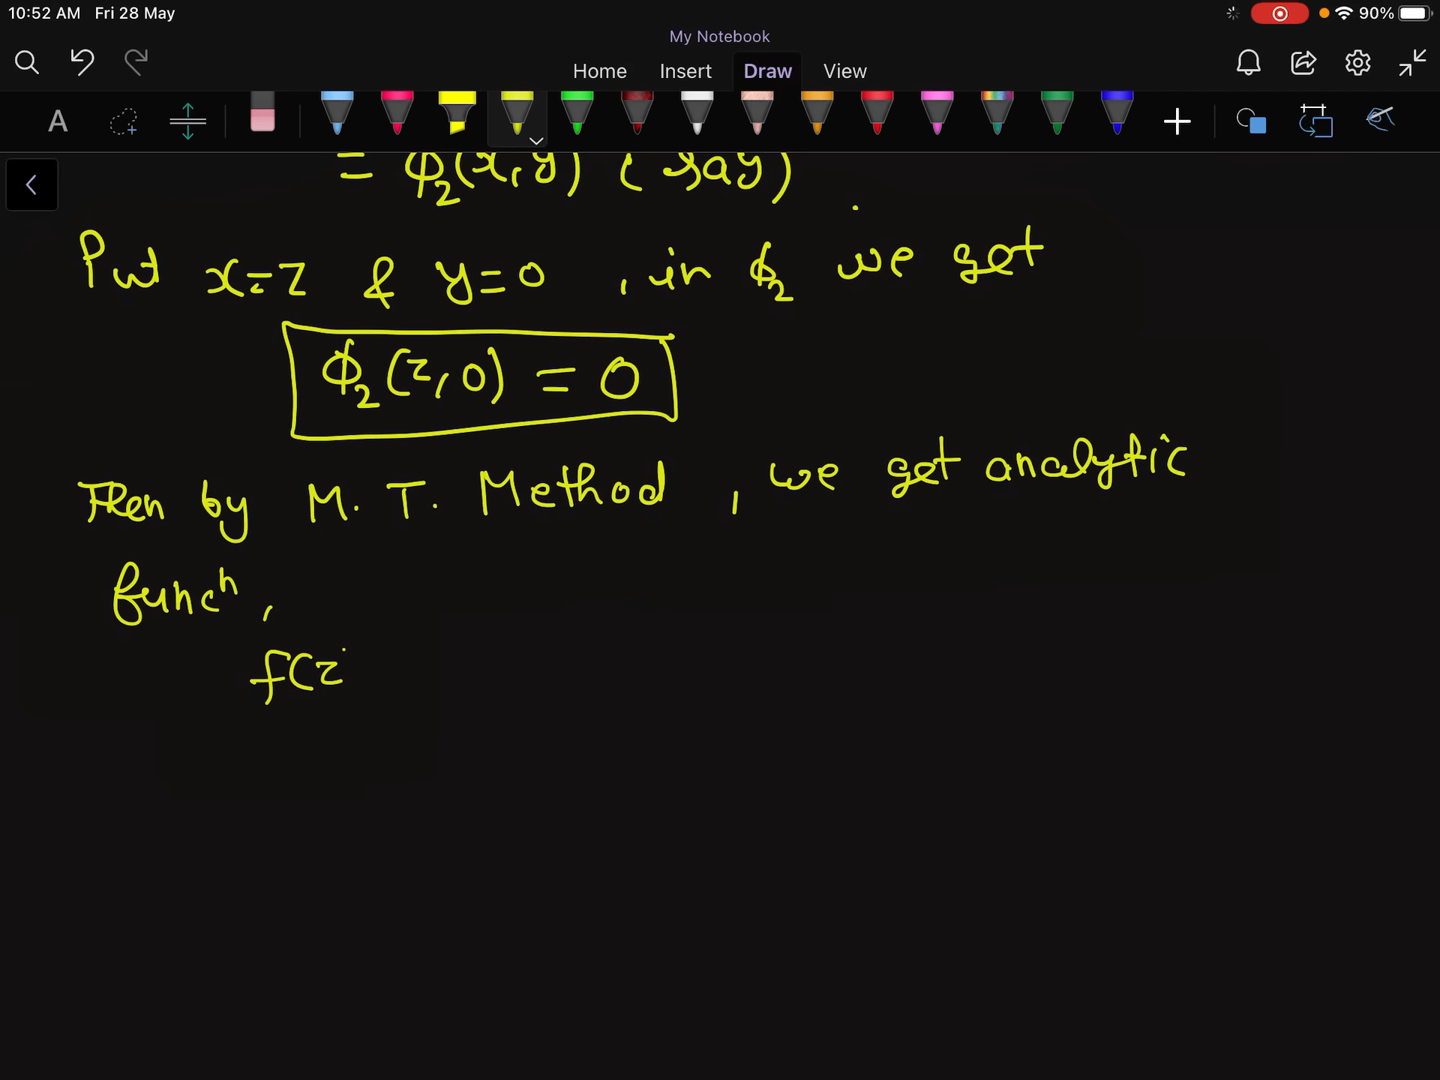 10:52 AM Fri 28 May
90%
My Notebook
Home Insert Draw View
A
= ϕ₂(x,y) (say)
Put x=z & y=0 , in ϕ₂ we get
ϕ₂(z,0) = 0
Then by M. T. Method , we get analytic
funcⁿ,
f(z